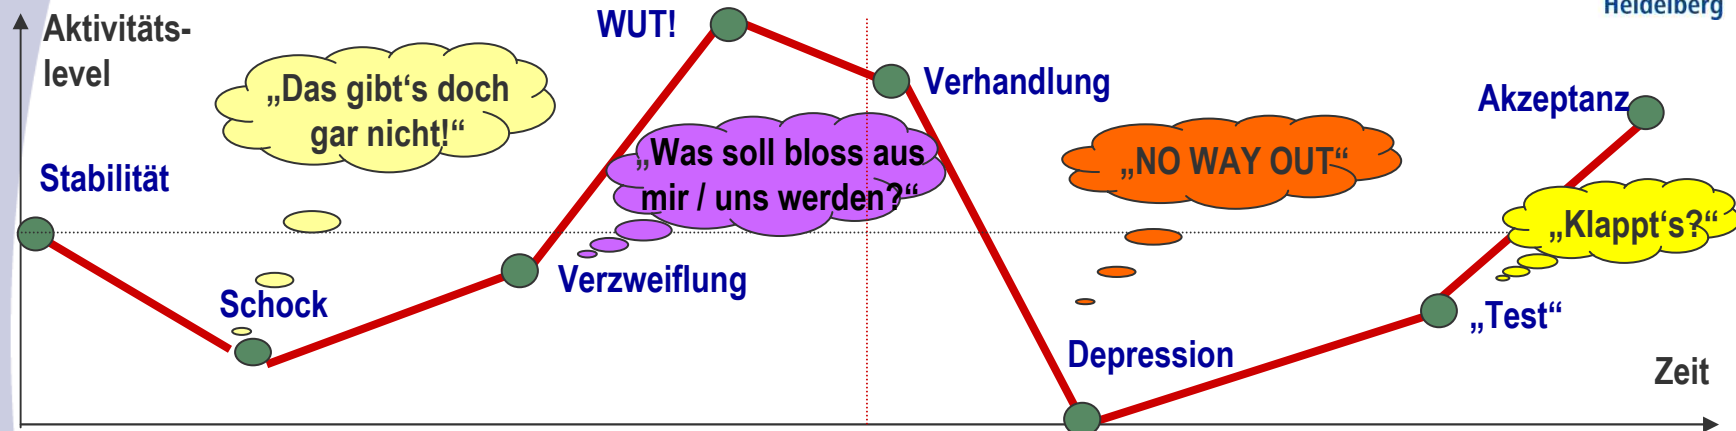 Heidelberg
Aktivitäts-
level
WUT!
„Das gibt‘s doch
gar nicht!“
Verhandlung
Akzeptanz
Stabilität
„Was soll bloss aus
mir / uns werden?“
„NO WAY OUT“
„Klappt‘s?“
Verzweiflung
Schock
„Test“
Depression
Zeit